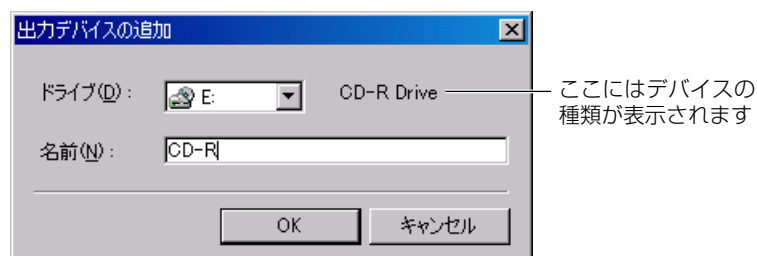 出力デバイスの追加
ドライブ(D)： E: CD-R Drive
ここにはデバイスの
種類が表示されます
名前(N)： CD-R
OK キャンセル